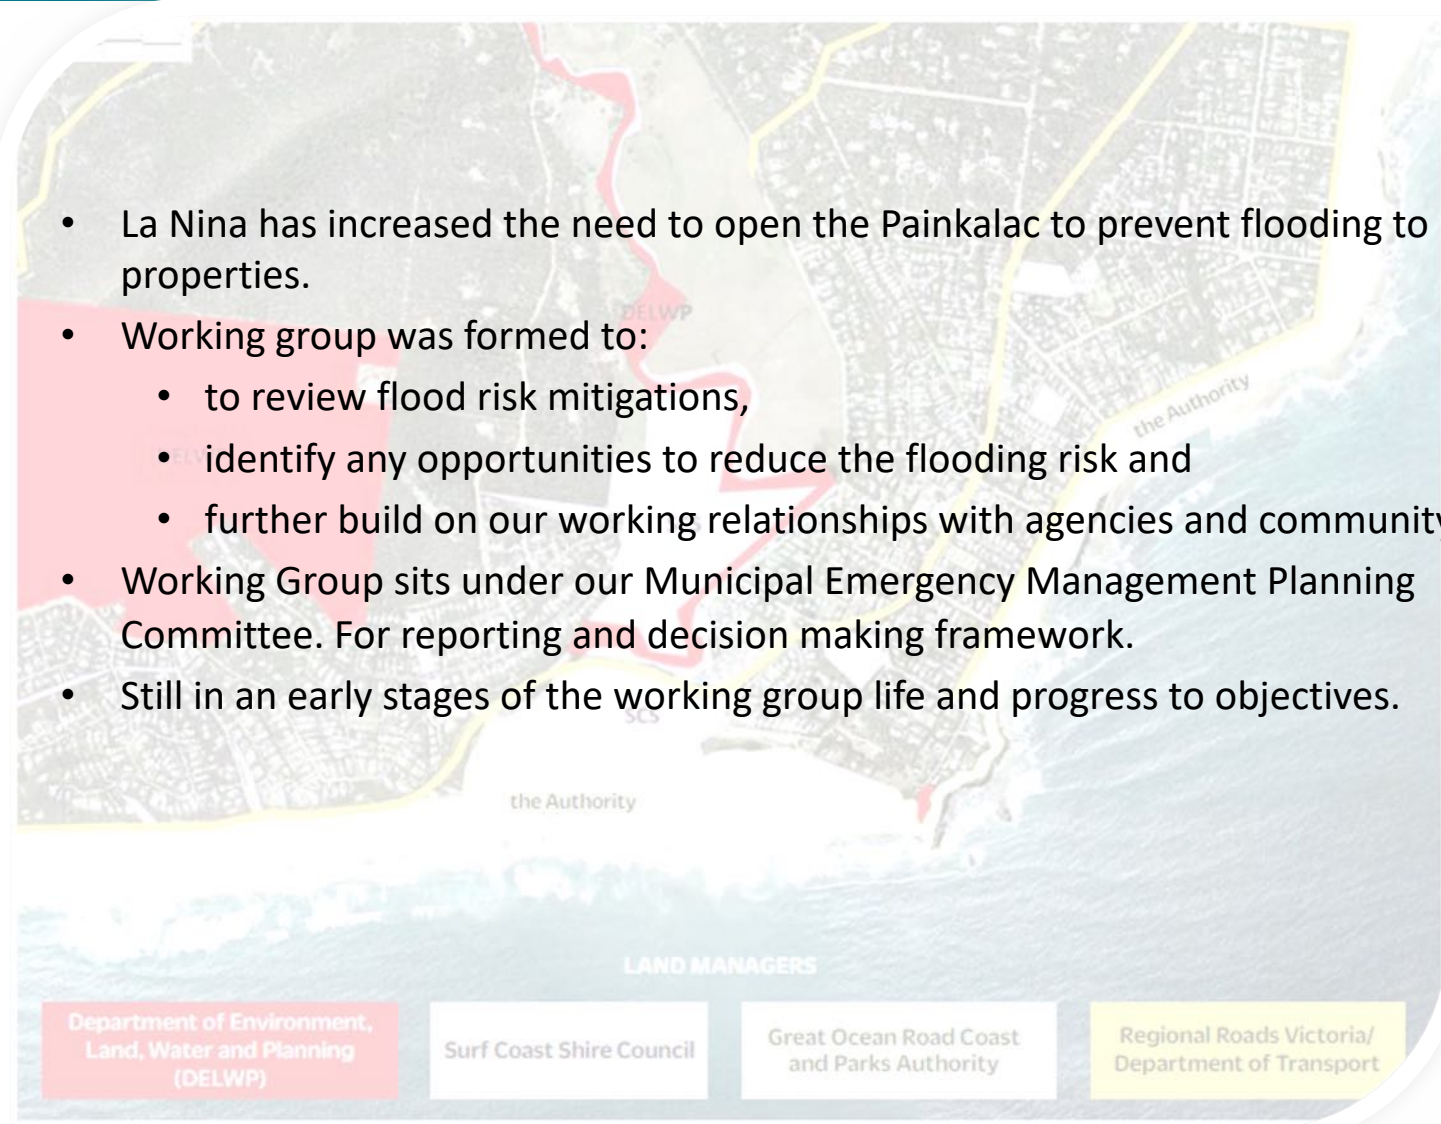 • La Nina has increased the need to open the Painkalac to prevent flooding to
properties.
• Working group was formed to:
DELWP
• to review flood risk mitigations,
the Authority
DELWP
• identify any opportunities to reduce the flooding risk and
• further build on our working relationships with agencies and community
• Working Group sits under our Municipal Emergency Management Planning
Committee. For reporting and decision making framework.
• Still in an early stages of the working group life and progress to objectives.
SCS
the Authority
LAND MANAGERS
Department of Environment,
Land, Water and Planning
(DELWP)
Surf Coast Shire Council
Great Ocean Road Coast
and Parks Authority
Regional Roads Victoria/
Department of Transport